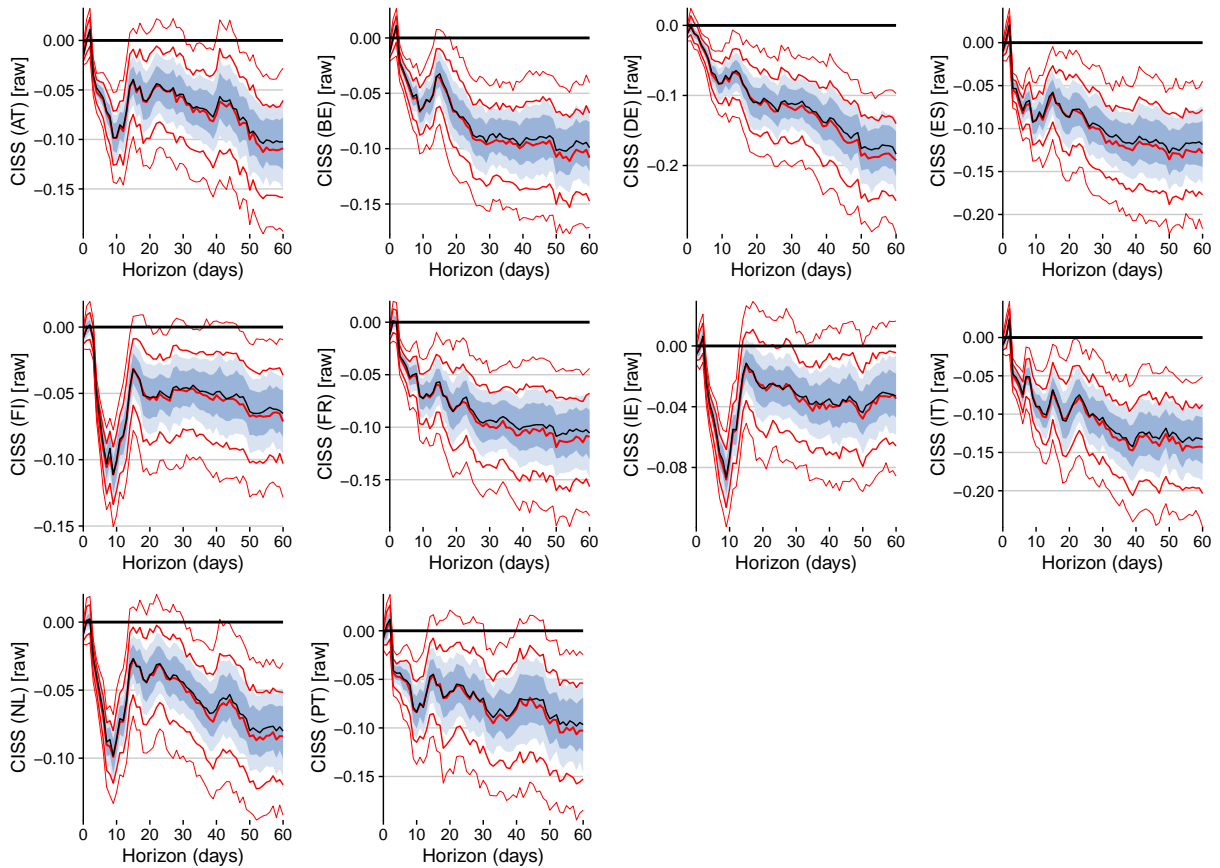 CISS (AT) [raw]
0.00
−0.05
−0.10
−0.15
0 10 20 30 40 50 60
Horizon (days)
CISS (BE) [raw]
0.00
−0.05
−0.10
−0.15
0 10 20 30 40 50 60
Horizon (days)
CISS (DE) [raw]
0.0
−0.1
−0.2
0 10 20 30 40 50 60
Horizon (days)
CISS (ES) [raw]
0.00
−0.05
−0.10
−0.15
−0.20
0 10 20 30 40 50 60
Horizon (days)
CISS (FI) [raw]
0.00
−0.05
−0.10
−0.15
0 10 20 30 40 50 60
Horizon (days)
CISS (FR) [raw]
0.00
−0.05
−0.10
−0.15
0 10 20 30 40 50 60
Horizon (days)
CISS (IE) [raw]
0.00
−0.04
−0.08
0 10 20 30 40 50 60
Horizon (days)
CISS (IT) [raw]
0.00
−0.05
−0.10
−0.15
−0.20
0 10 20 30 40 50 60
Horizon (days)
CISS (NL) [raw]
0.00
−0.05
−0.10
0 10 20 30 40 50 60
Horizon (days)
CISS (PT) [raw]
0.00
−0.05
−0.10
−0.15
0 10 20 30 40 50 60
Horizon (days)